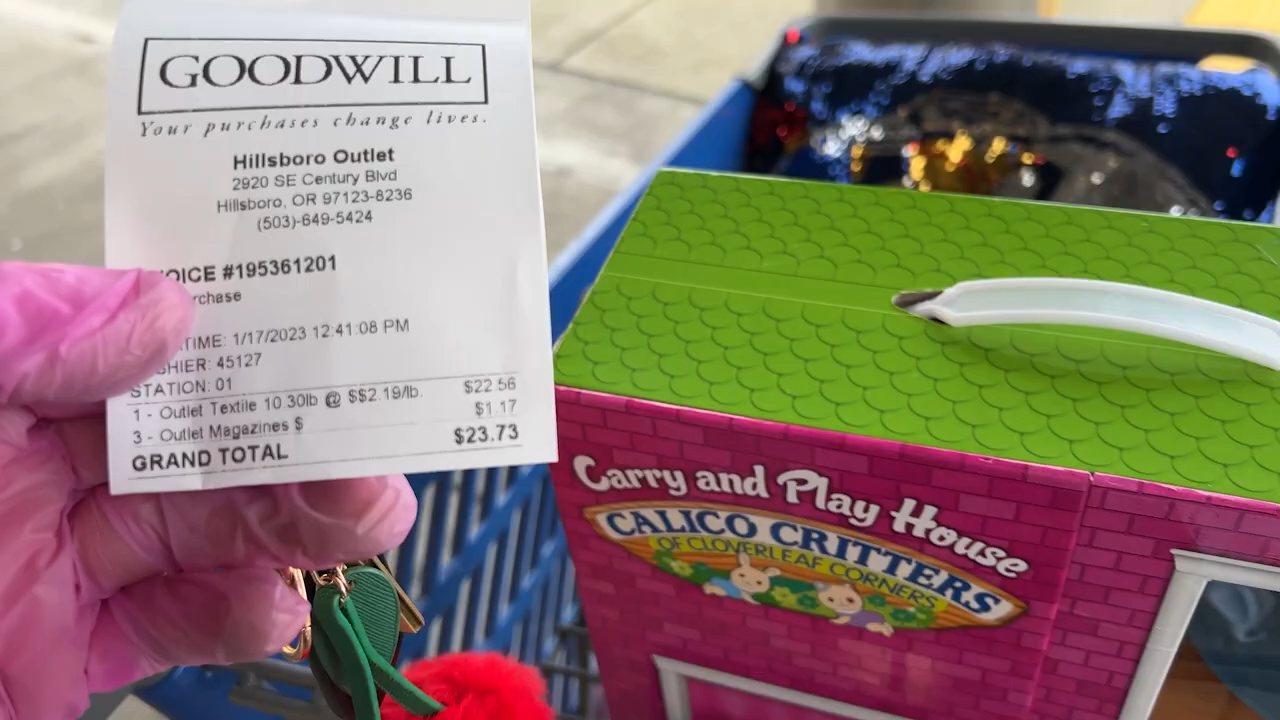 GOODWILL
Your purchases change lives.
Hillsboro Outlet
2920 SE Century Blvd
Hillsboro, OR 97123-8236
(503)-649-5424
OICE #195361201
rchase
TIME: 1/17/2023 12:41:08 PM
HIER: 45127
STATION: 01
1 - Outlet Textile 10.30lb @ $$2.19/lb. $22.56
3 - Outlet Magazines $ $1.17
GRAND TOTAL $23.73
Carry and Play House
CALICO CRITTERS
OF CLOVERLEAF CORNERS